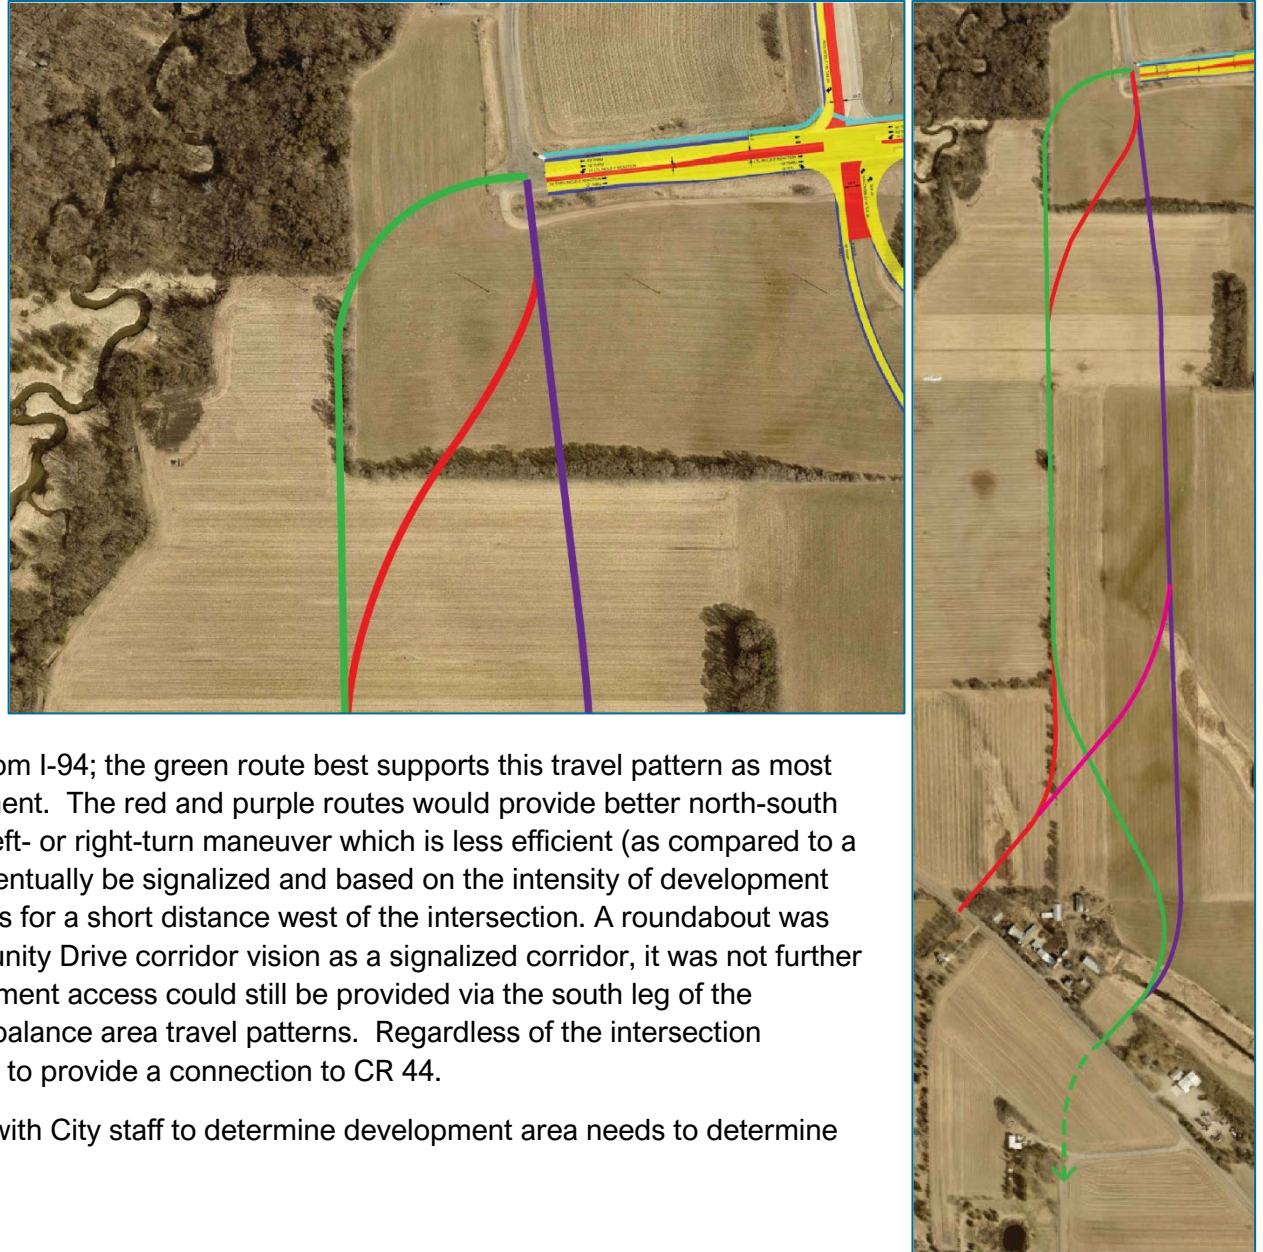 om I-94; the green route best supports this travel pattern as most
nent. The red and purple routes would provide better north-south
eft- or right-turn maneuver which is less efficient (as compared to a
entually be signalized and based on the intensity of development
s for a short distance west of the intersection. A roundabout was
unity Drive corridor vision as a signalized corridor, it was not further
ment access could still be provided via the south leg of the
balance area travel patterns. Regardless of the intersection
to provide a connection to CR 44.
with City staff to determine development area needs to determine